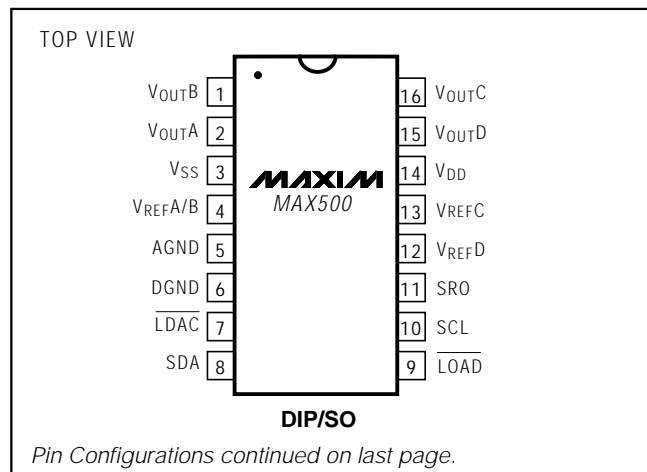 TOP VIEW
VOUTB 1
VOUTA 2
VSS 3
VREFA/B 4
AGND 5
DGND 6
LDAC 7
SDA 8
MAXIM
MAX500
16 VOUTC
15 VOUTD
14 VDD
13 VREFC
12 VREFD
11 SRO
10 SCL
9 LOAD
DIP/SO
Pin Configurations continued on last page.